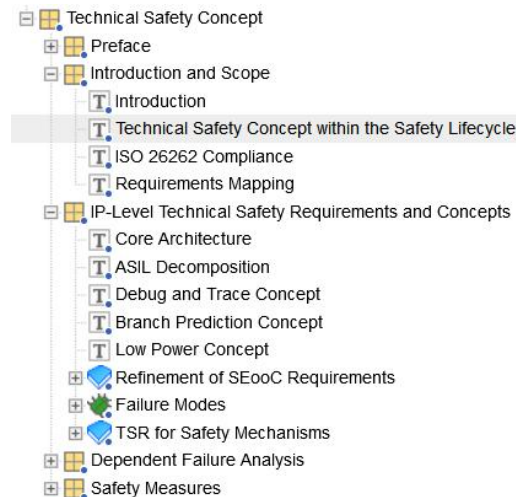 Technical Safety Concept
Preface
Introduction and Scope
Introduction
Technical Safety Concept within the Safety Lifecycle
ISO 26262 Compliance
Requirements Mapping
IP-Level Technical Safety Requirements and Concepts
Core Architecture
ASIL Decomposition
Debug and Trace Concept
Branch Prediction Concept
Low Power Concept
Refinement of SEooC Requirements
Failure Modes
TSR for Safety Mechanisms
Dependent Failure Analysis
Safety Measures